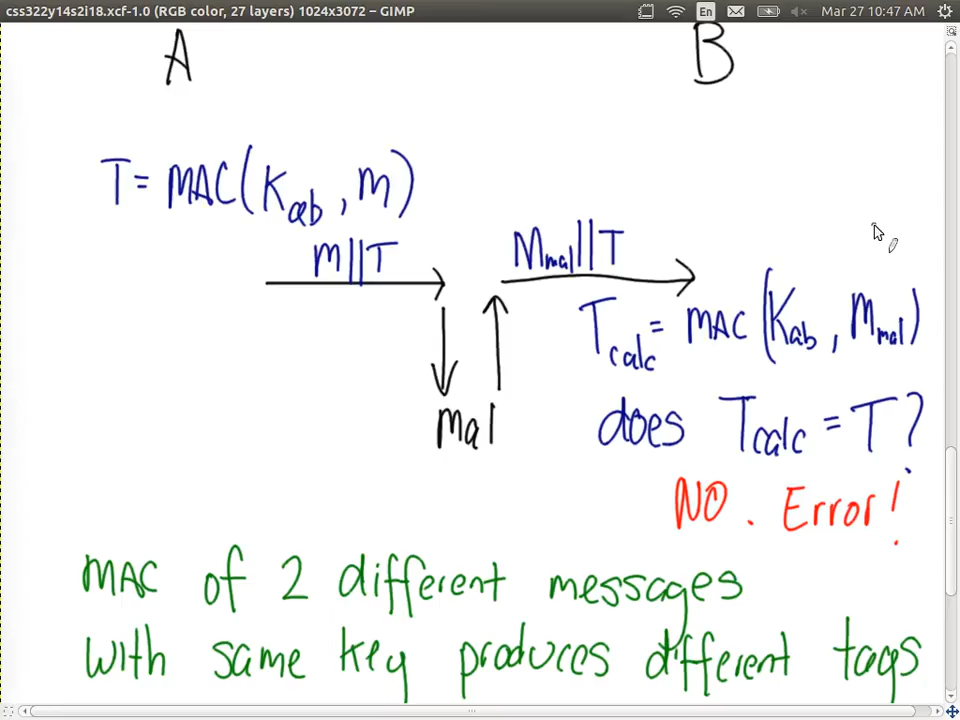 css322y14s2i18.xcf-1.0 (RGB color, 27 layers) 1024x3072 – GIMP
En
Mar 27 10:47 AM
A
B
T= MAC(Kab, m)
m||T
Mmal||T
Tcalc = MAC(Kab, Mmal)
mal
does Tcalc = T?
NO. Error!
MAC of 2 different messages
with same key produces different tags